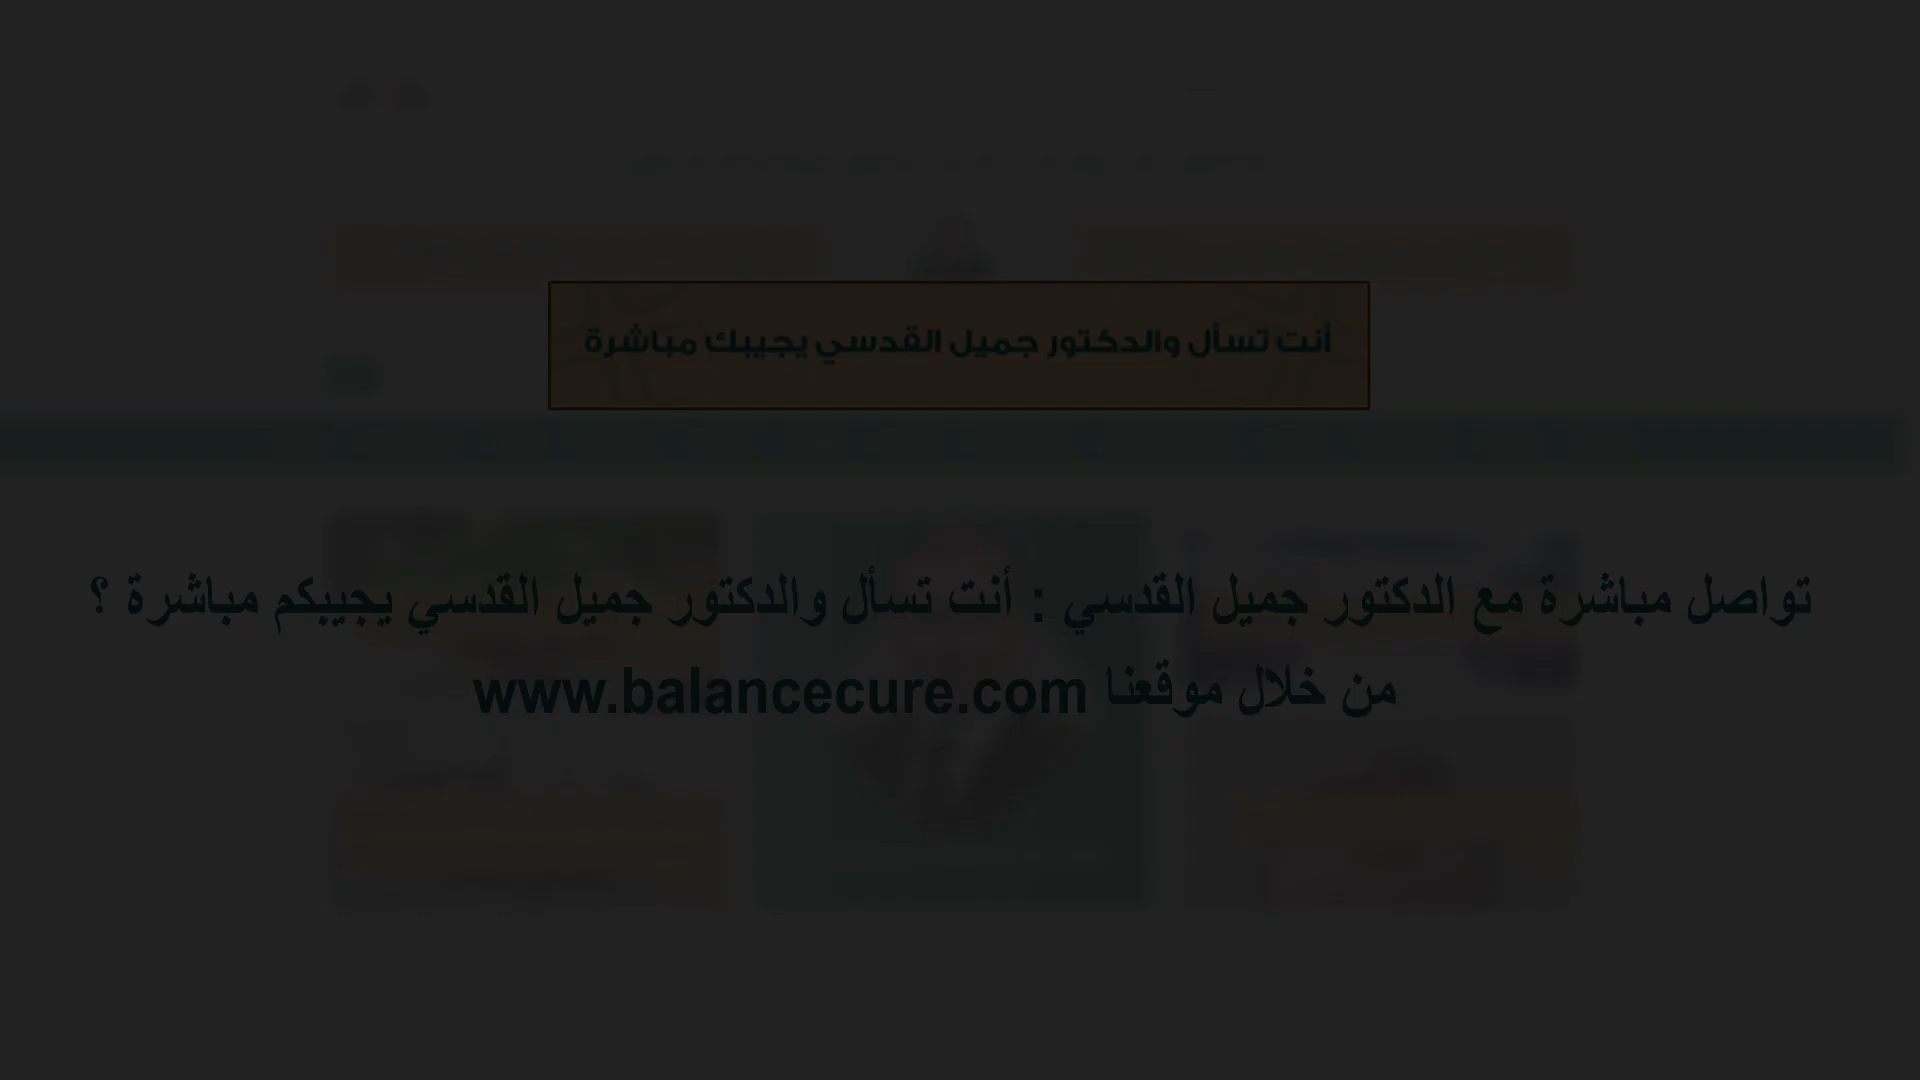 أنت تسأل والدكتور جميل القدسي يجيبك مباشرة
تواصل مباشرة مع الدكتور جميل القدسي : أنت تسأل والدكتور جميل القدسي يجيبكم مباشرة ؟
من خلال موقعنا www.balancecure.com